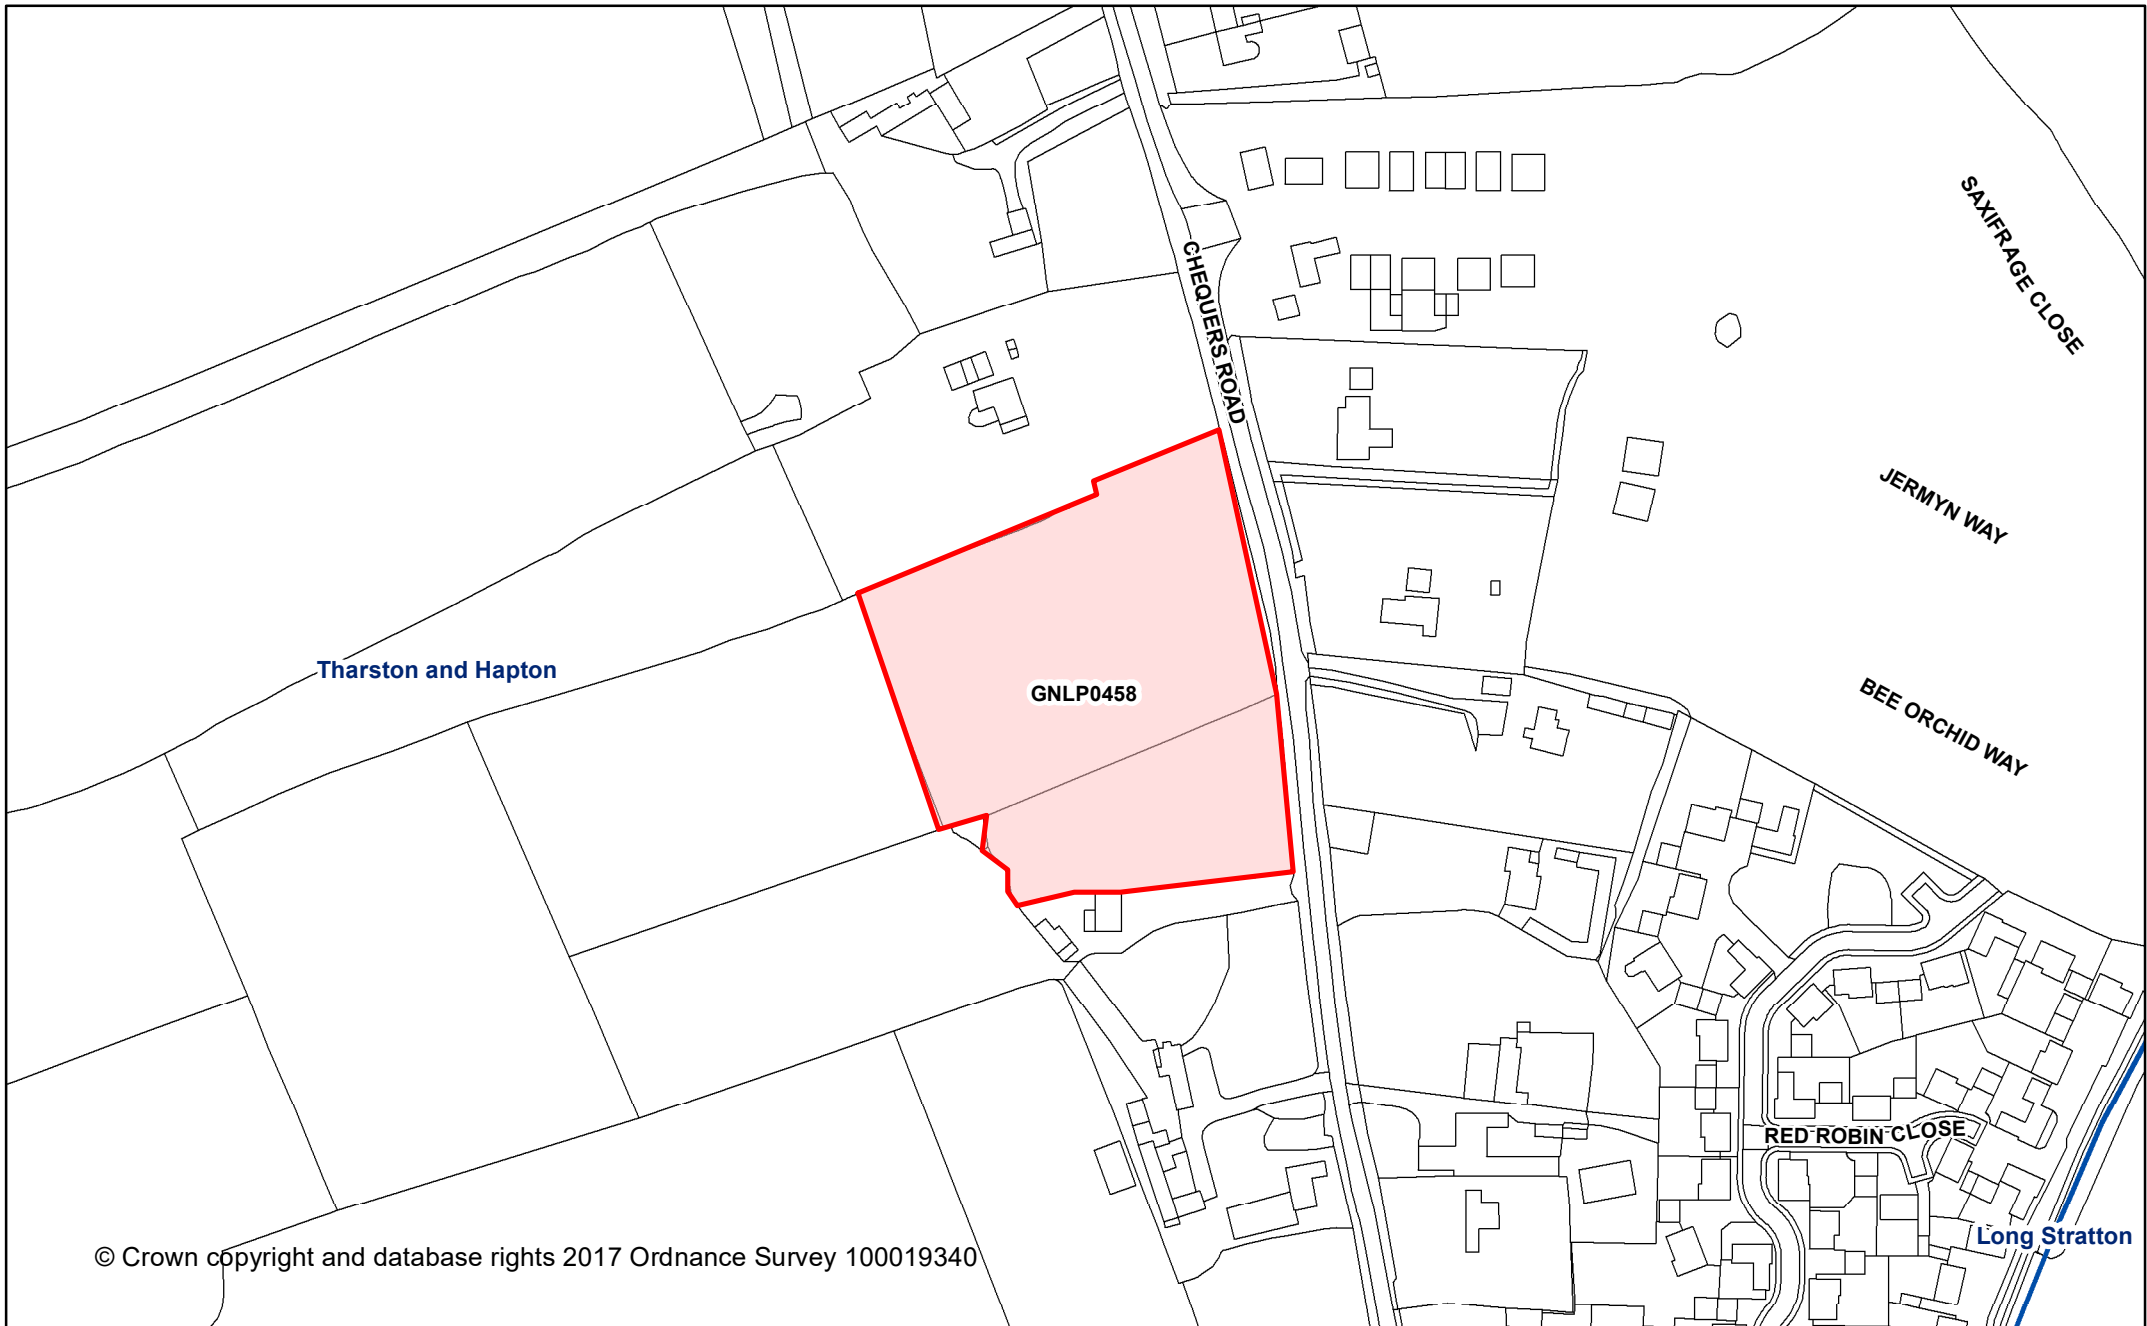 SAXIFRAGE CLOSE
CHEQUERS ROAD
JERMYN WAY
Tharston and Hapton
GNLP0458
BEE ORCHID WAY
RED ROBIN CLOSE
Long Stratton
© Crown copyright and database rights 2017 Ordnance Survey 100019340